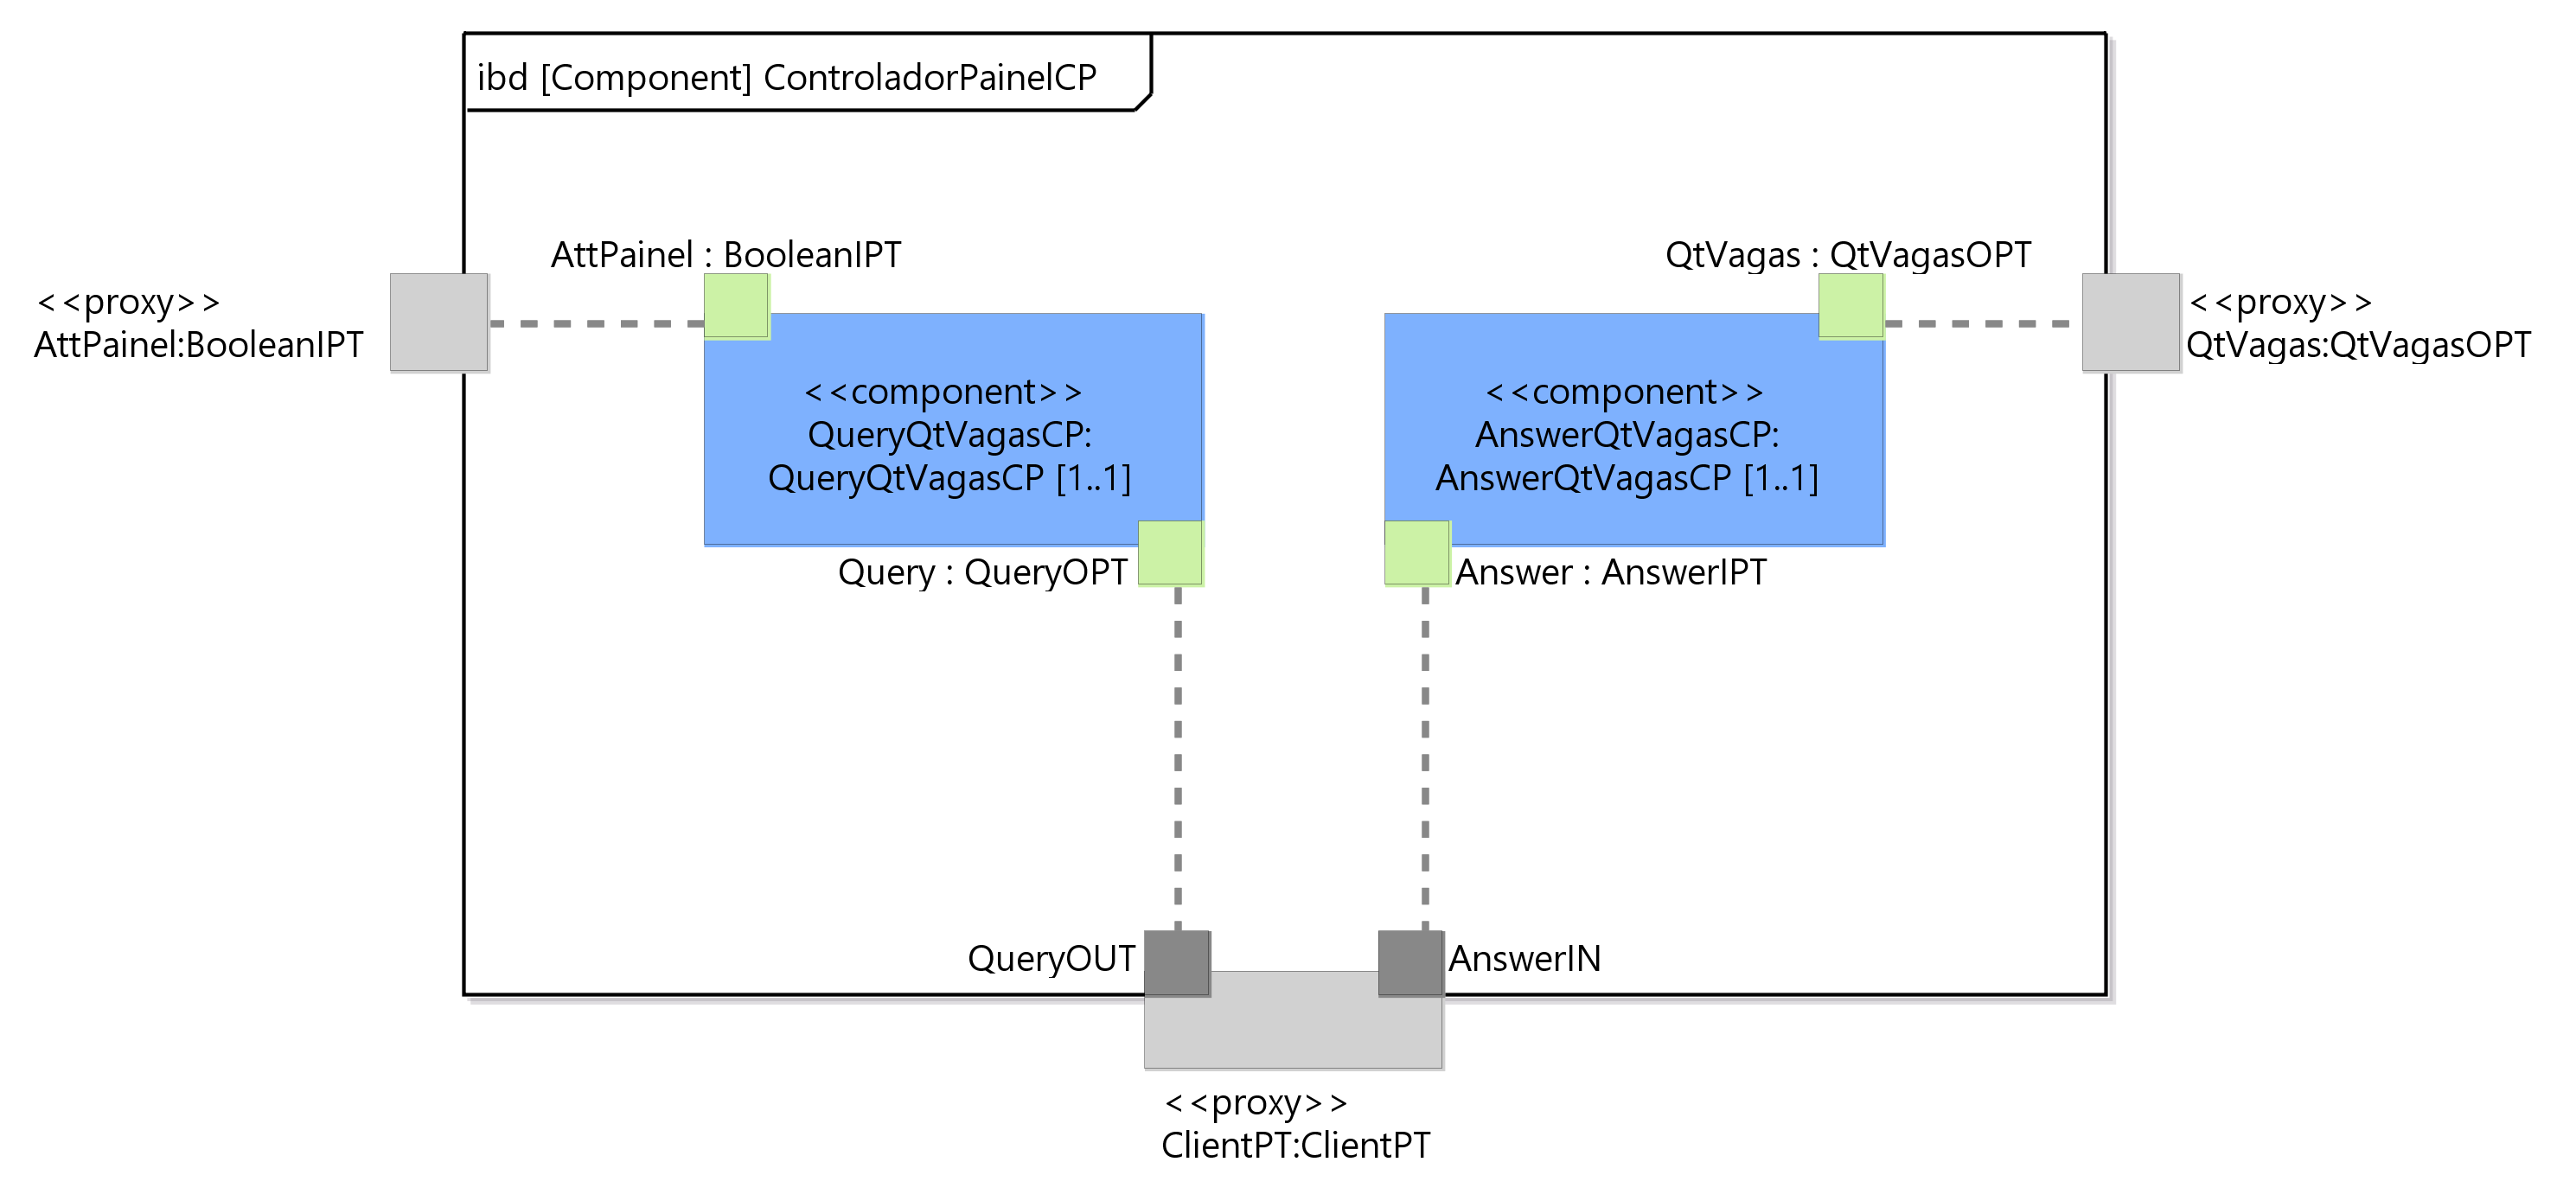 ibd [Component] ControladorPainelCP
AttPainel : BooleanIPT
QtVagas : QtVagasOPT
<<proxy>>
AttPainel:BooleanIPT
<<proxy>>
QtVagas:QtVagasOPT
<<component>>
QueryQtVagasCP:
QueryQtVagasCP [1..1]
<<component>>
AnswerQtVagasCP:
AnswerQtVagasCP [1..1]
Query : QueryOPT
Answer : AnswerIPT
QueryOUT
AnswerIN
<<proxy>>
ClientPT:ClientPT